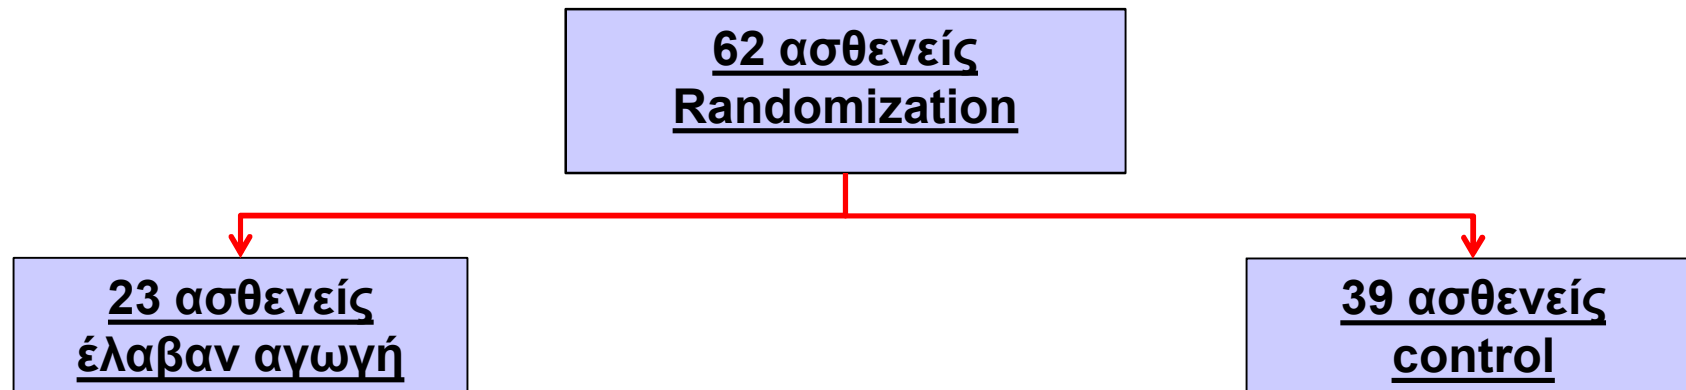 62 ασθενείς
Randomization
23 ασθενείς
έλαβαν αγωγή
39 ασθενείς
control